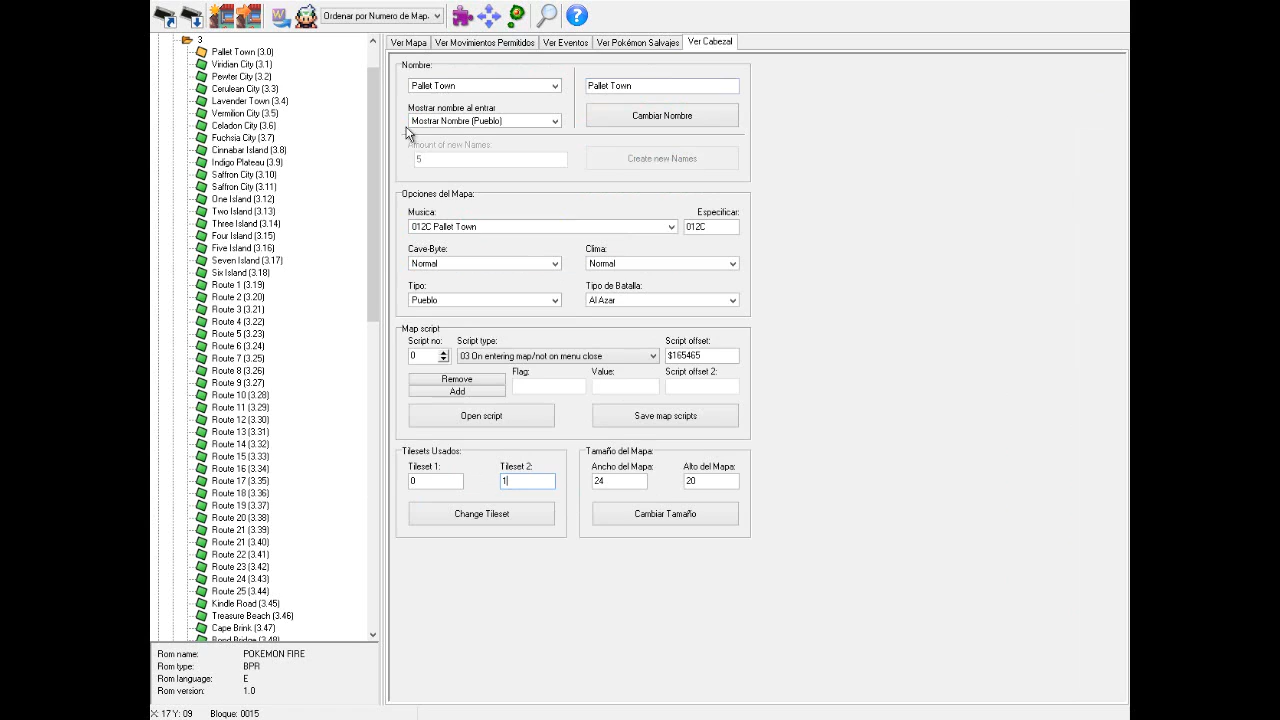 Ordenar por Numero de Map.
3
Pallet Town (3.0)
Viridian City (3.1)
Pewter City (3.2)
Cerulean City (3.3)
Lavender Town (3.4)
Vermilion City (3.5)
Celadon City (3.6)
Fuchsia City (3.7)
Cinnabar Island (3.8)
Indigo Plateau (3.9)
Saffron City (3.10)
Saffron City (3.11)
One Island (3.12)
Two Island (3.13)
Three Island (3.14)
Four Island (3.15)
Five Island (3.16)
Seven Island (3.17)
Six Island (3.18)
Route 1 (3.19)
Route 2 (3.20)
Route 3 (3.21)
Route 4 (3.22)
Route 5 (3.23)
Route 6 (3.24)
Route 7 (3.25)
Route 8 (3.26)
Route 9 (3.27)
Route 10 (3.28)
Route 11 (3.29)
Route 12 (3.30)
Route 13 (3.31)
Route 14 (3.32)
Route 15 (3.33)
Route 16 (3.34)
Route 17 (3.35)
Route 18 (3.36)
Route 19 (3.37)
Route 20 (3.38)
Route 21 (3.39)
Route 21 (3.40)
Route 22 (3.41)
Route 23 (3.42)
Route 24 (3.43)
Route 25 (3.44)
Kindle Road (3.45)
Treasure Beach (3.46)
Cape Brink (3.47)
Bond Bridge (3.48)
Rom name: POKEMON FIRE
Rom type: BPR
Rom language: E
Rom version: 1.0
X: 17 Y: 09 Bloque: 0015
Ver Mapa Ver Movimientos Permitidos Ver Eventos Ver Pokémon Salvajes Ver Cabezal
Nombre:
Pallet Town Pallet Town
Mostrar nombre al entrar
Mostrar Nombre (Pueblo) Cambiar Nombre
Amount of new Names:
5 Create new Names
Opciones del Mapa:
Musica: Especificar:
012C Pallet Town 012C
Cave-Byte: Clima:
Normal Normal
Tipo: Tipo de Batalla:
Pueblo Al Azar
Map script
Script no: Script type: Script offset:
0 03 On entering map/not on menu close $165465
Remove Flag: Value: Script offset 2:
Add
Open script Save map scripts
Tilesets Usados: Tamaño del Mapa:
Tileset 1: Tileset 2: Ancho del Mapa: Alto del Mapa:
0 1 24 20
Change Tileset Cambiar Tamaño